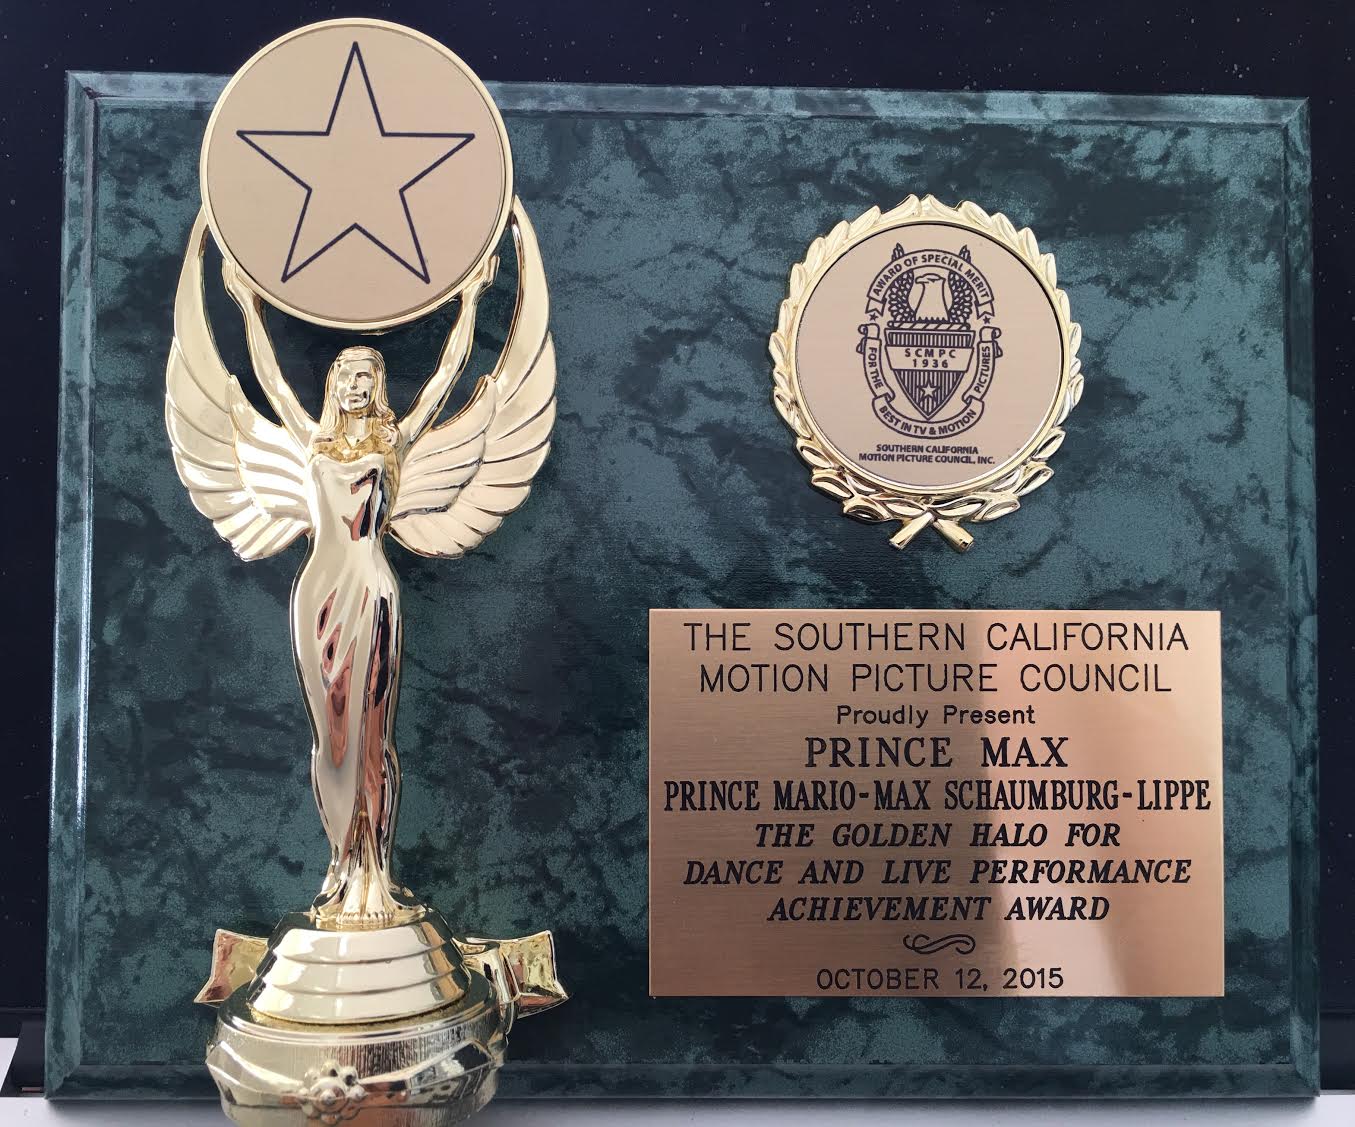 AWARD OF SPECIAL MERIT
SCMPC
1936
FOR THE
BEST IN TV & MOTION
PICTURES
SOUTHERN CALIFORNIA
MOTION PICTURE COUNCIL, INC.
THE SOUTHERN CALIFORNIA
MOTION PICTURE COUNCIL
Proudly Present
PRINCE MAX
PRINCE MARIO-MAX SCHAUMBURG-LIPPE
THE GOLDEN HALO FOR
DANCE AND LIVE PERFORMANCE
ACHIEVEMENT AWARD
OCTOBER 12, 2015